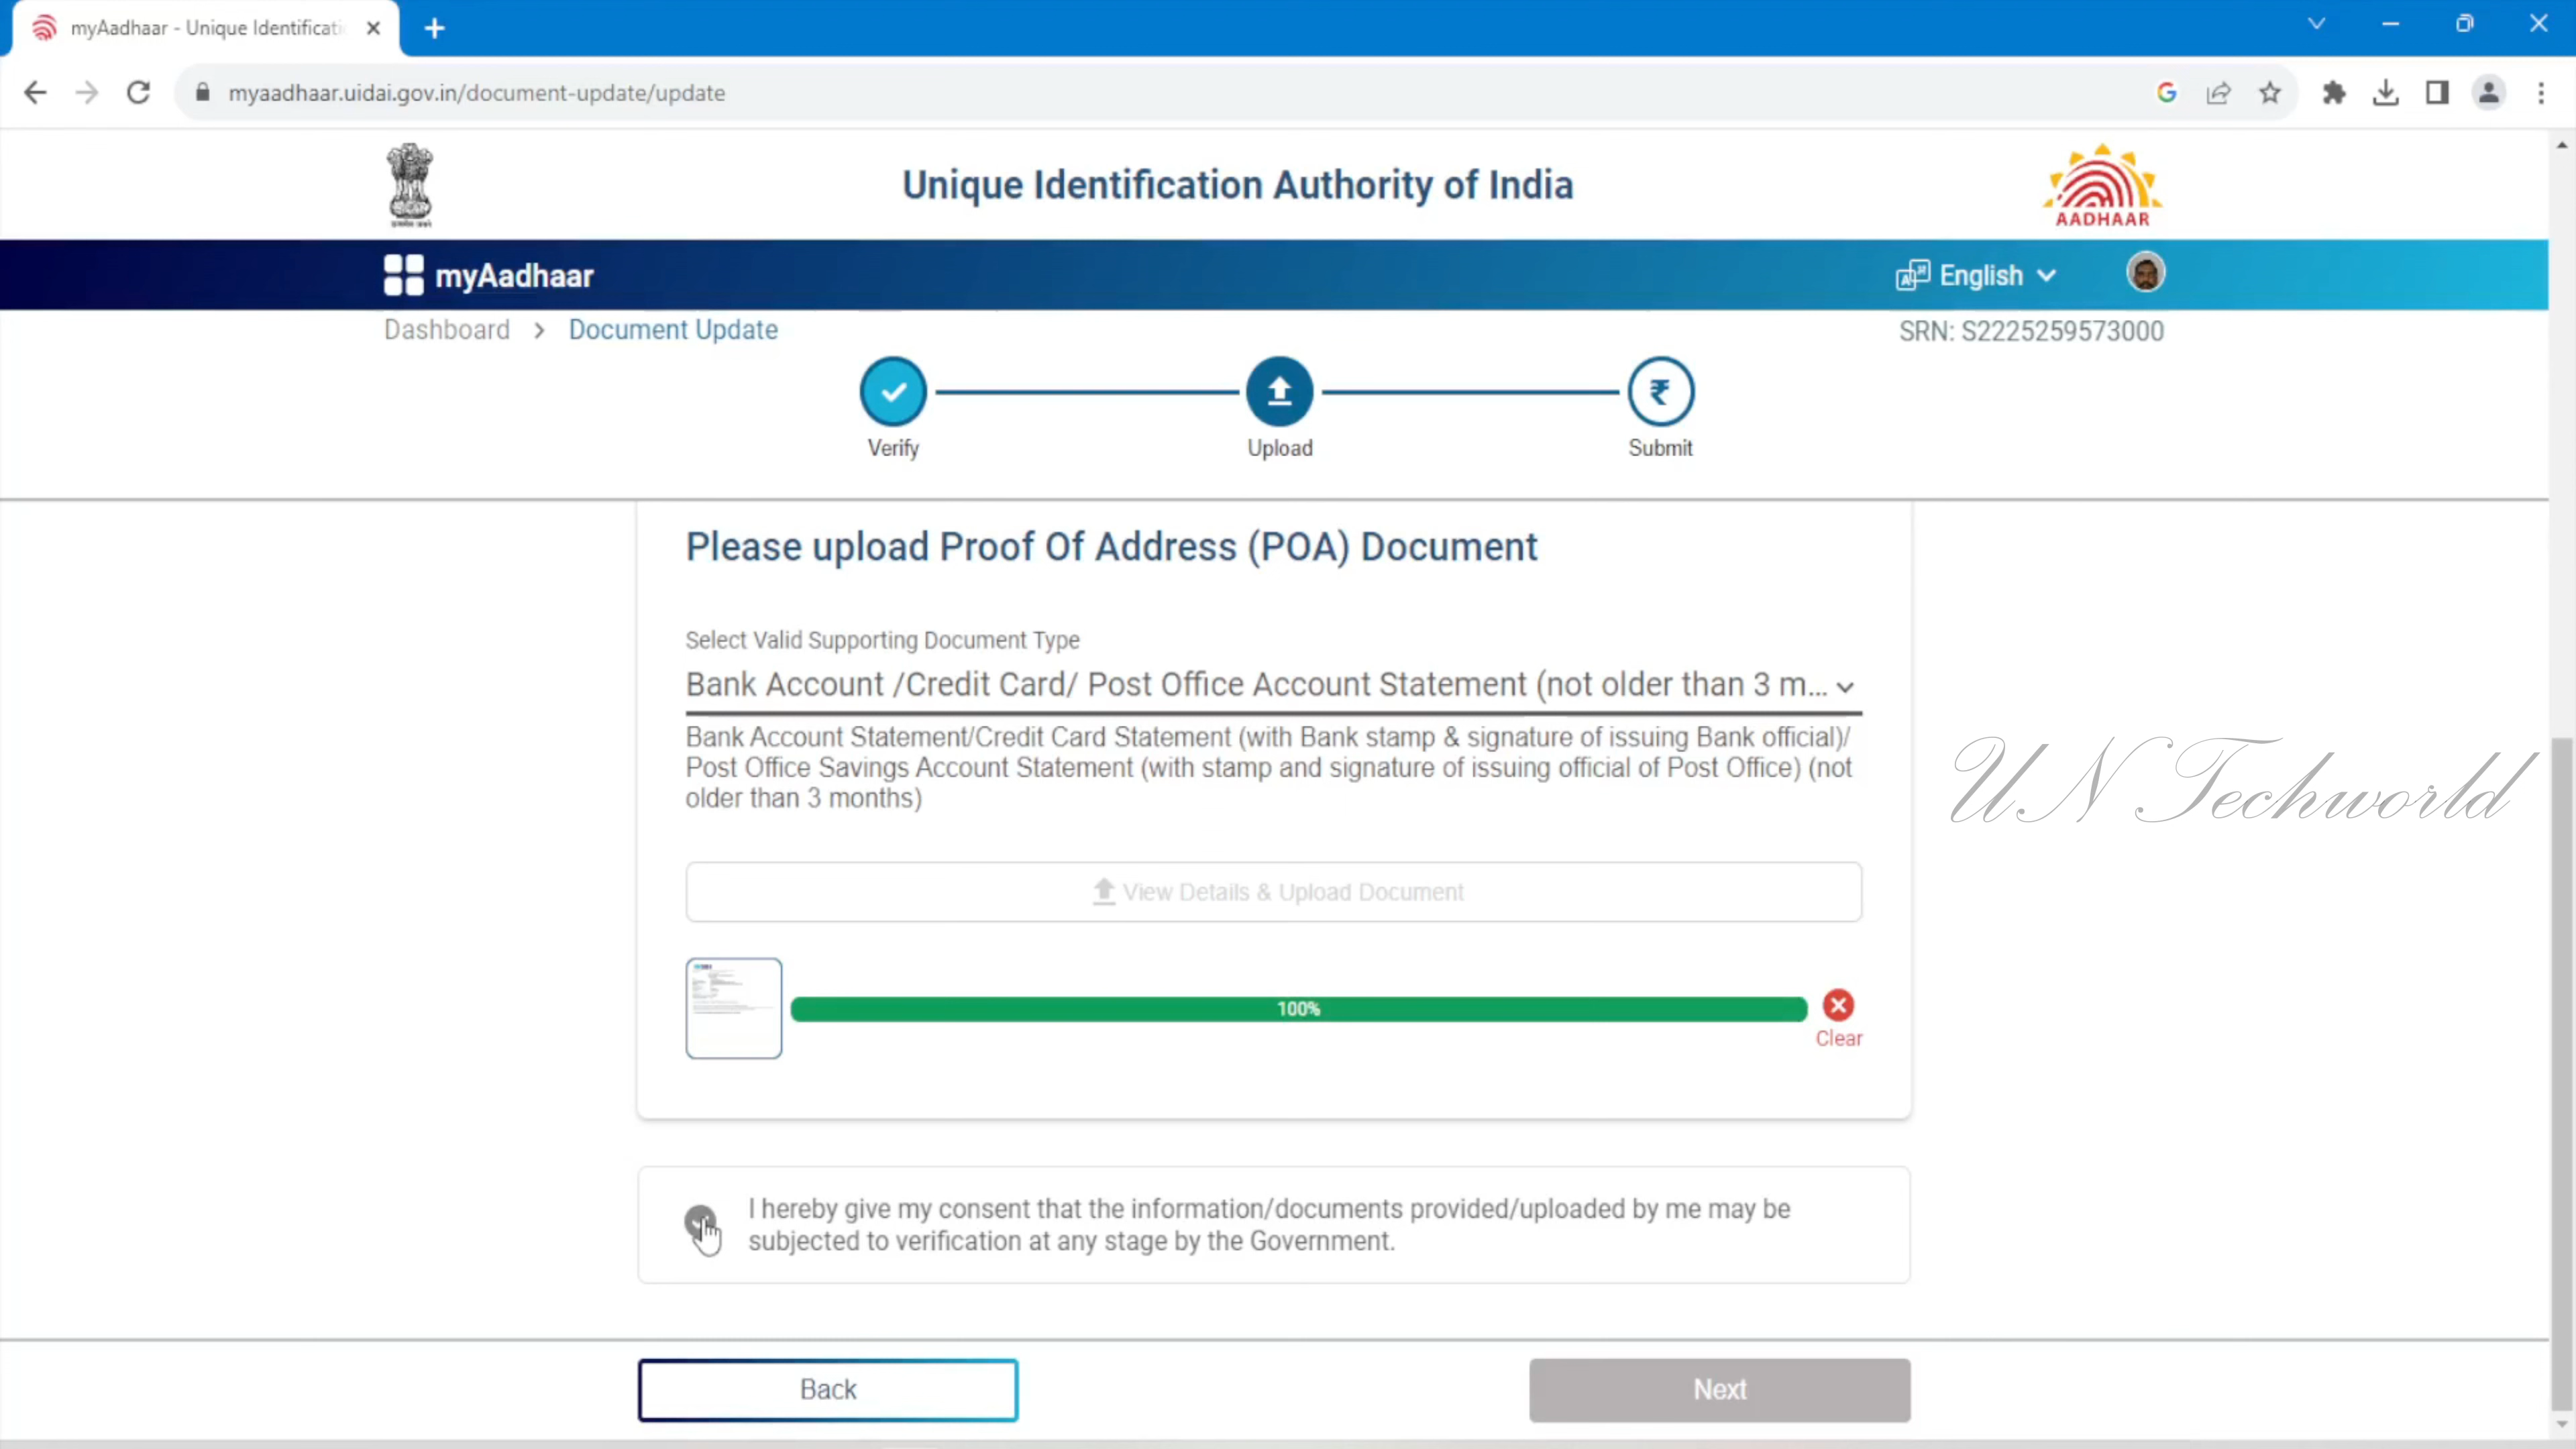 myAadhaar - Unique Identificati
myaadhaar.uidai.gov.in/document-update/update
Unique Identification Authority of India
AADHAAR
myAadhaar
English
Dashboard > Document Update
SRN: S2225259573000
Verify
Upload
Submit
Please upload Proof Of Address (POA) Document
Select Valid Supporting Document Type
Bank Account /Credit Card/ Post Office Account Statement (not older than 3 m...
Bank Account Statement/Credit Card Statement (with Bank stamp & signature of issuing Bank official)/
Post Office Savings Account Statement (with stamp and signature of issuing official of Post Office) (not
older than 3 months)
UN Techworld
View Details & Upload Document
100%
Clear
I hereby give my consent that the information/documents provided/uploaded by me may be
subjected to verification at any stage by the Government.
Back
Next